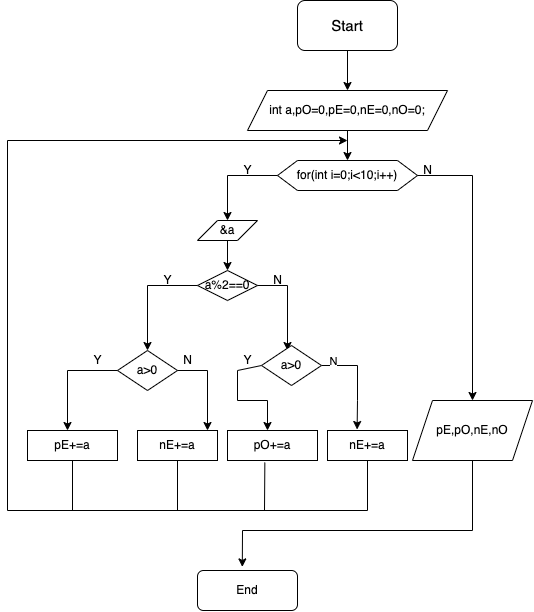 Start
int a,pO=0,pE=0,nE=0,nO=0;
for(int i=0;i<10;i++)
Y
N
&a
a%2==0
Y
N
a>0
Y
N
a>0
Y
N
pE+=a
nE+=a
pO+=a
nE+=a
pE,pO,nE,nO
End